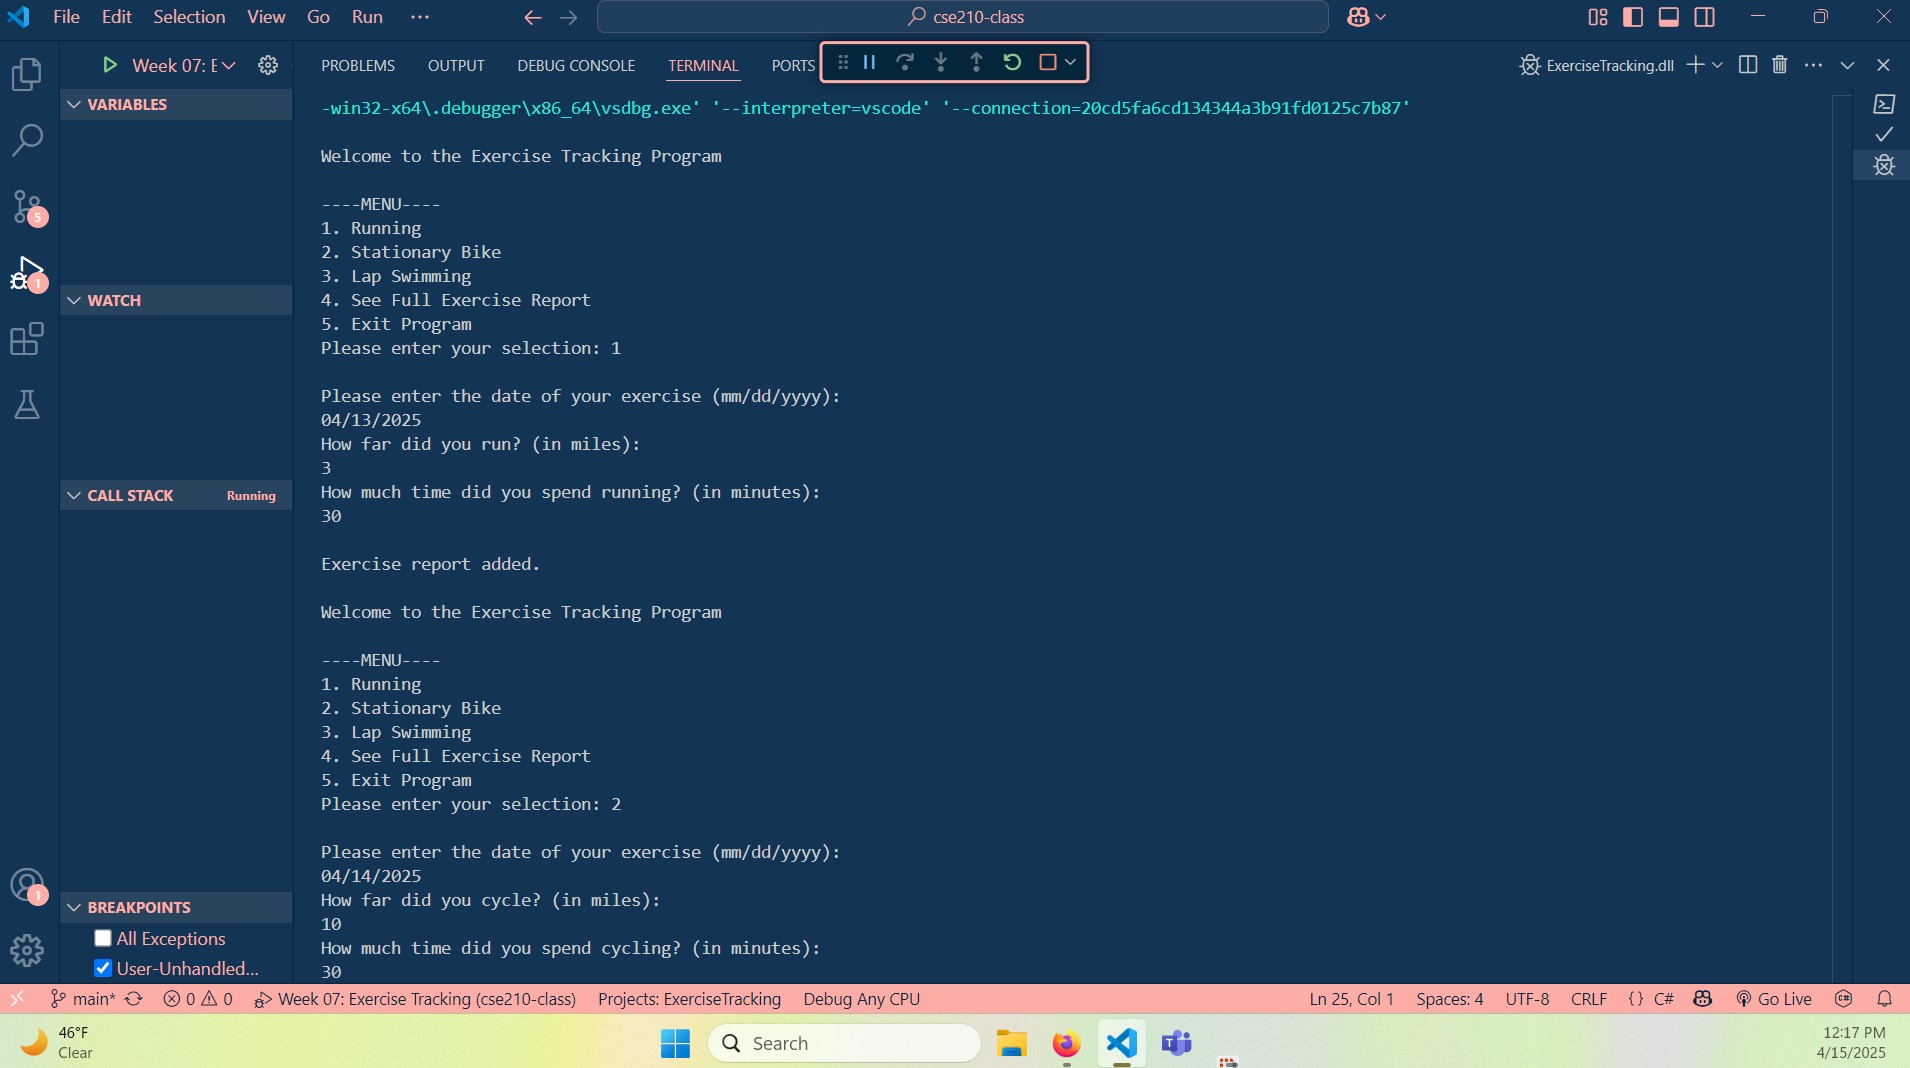 File Edit Selection View Go Run ··· cse210-class
Week 07: E PROBLEMS OUTPUT DEBUG CONSOLE TERMINAL PORTS ExerciseTracking.dll
VARIABLES
-win32-x64\.debugger\x86_64\vsdbg.exe' '--interpreter=vscode' '--connection=20cd5fa6cd134344a3b91fd0125c7b87'
Welcome to the Exercise Tracking Program
----MENU----
1. Running
2. Stationary Bike
3. Lap Swimming
4. See Full Exercise Report
5. Exit Program
Please enter your selection: 1
Please enter the date of your exercise (mm/dd/yyyy):
04/13/2025
How far did you run? (in miles):
3
How much time did you spend running? (in minutes):
30
Exercise report added.
Welcome to the Exercise Tracking Program
----MENU----
1. Running
2. Stationary Bike
3. Lap Swimming
4. See Full Exercise Report
5. Exit Program
Please enter your selection: 2
Please enter the date of your exercise (mm/dd/yyyy):
04/14/2025
How far did you cycle? (in miles):
10
How much time did you spend cycling? (in minutes):
30
5
1
WATCH
CALL STACK Running
1
BREAKPOINTS
All Exceptions
User-Unhandled...
main* 0 0 Week 07: Exercise Tracking (cse210-class) Projects: ExerciseTracking Debug Any CPU Ln 25, Col 1 Spaces: 4 UTF-8 CRLF {} C# Go Live
46°F
Clear
Search
12:17 PM
4/15/2025